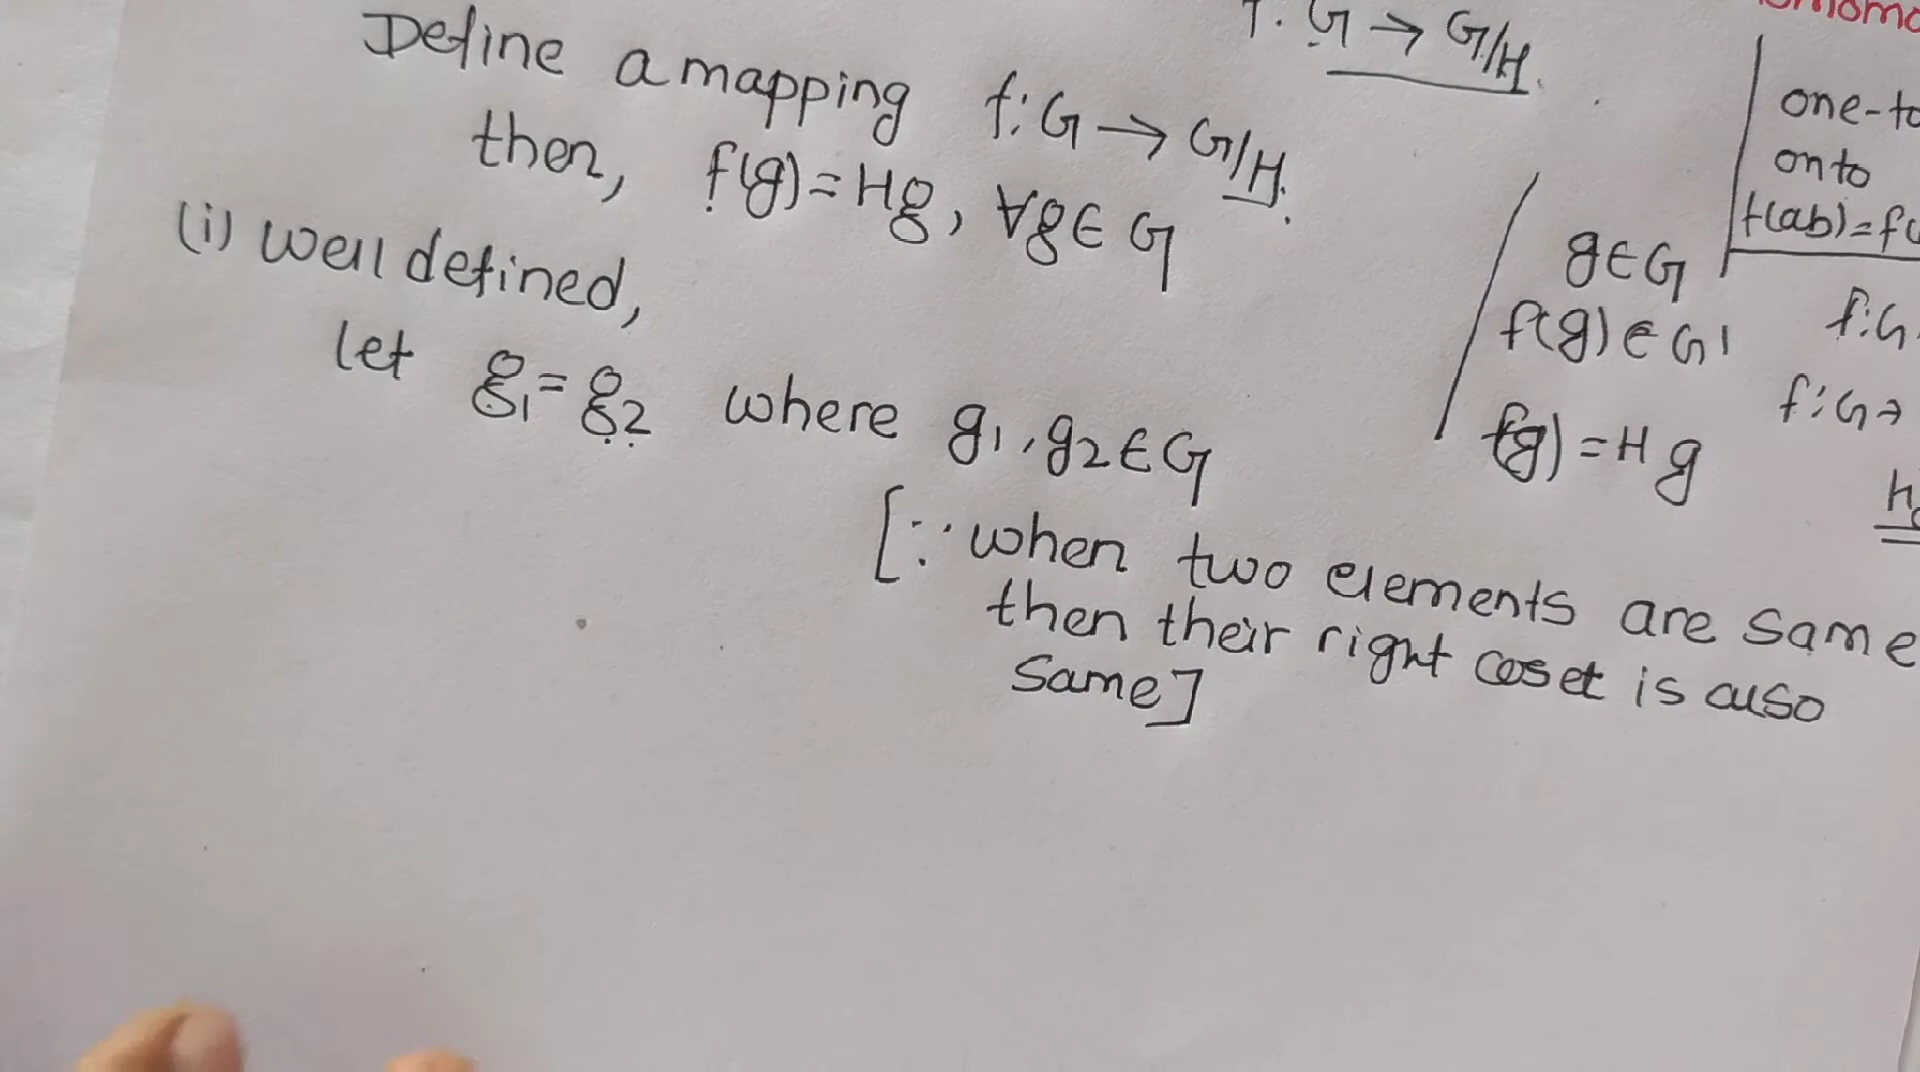 f: G → G/H.
Define a mapping f: G → G/H.
then, f(g) = Hg, ∀g ∈ G
(i) well defined,
let g₁ = g₂ where g₁, g₂ ∈ G
[∵ when two elements are same
then their right coset is also
same]
one-to
onto
f(ab) = f(
g ∈ G
f(g) ∈ G'
f(g) = Hg
f: G
f: G →